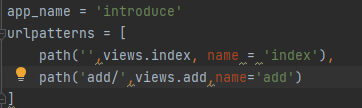 app_name = 'introduce'
urlpatterns = [
    path('',views.index, name = 'index'),
    path('add/',views.add,name='add')
]